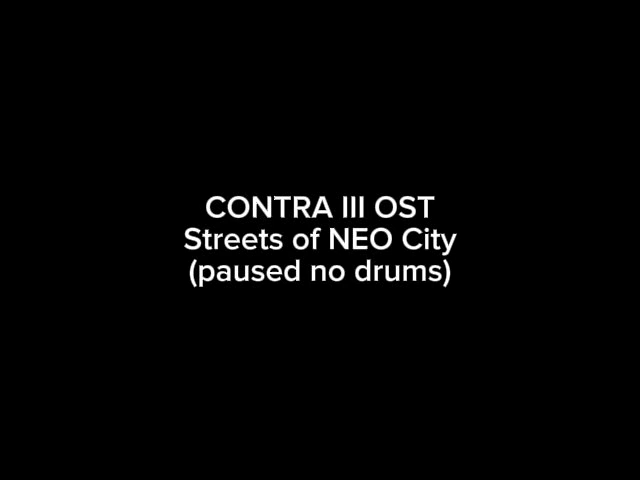 CONTRA III OST
Streets of NEO City
(paused no drums)